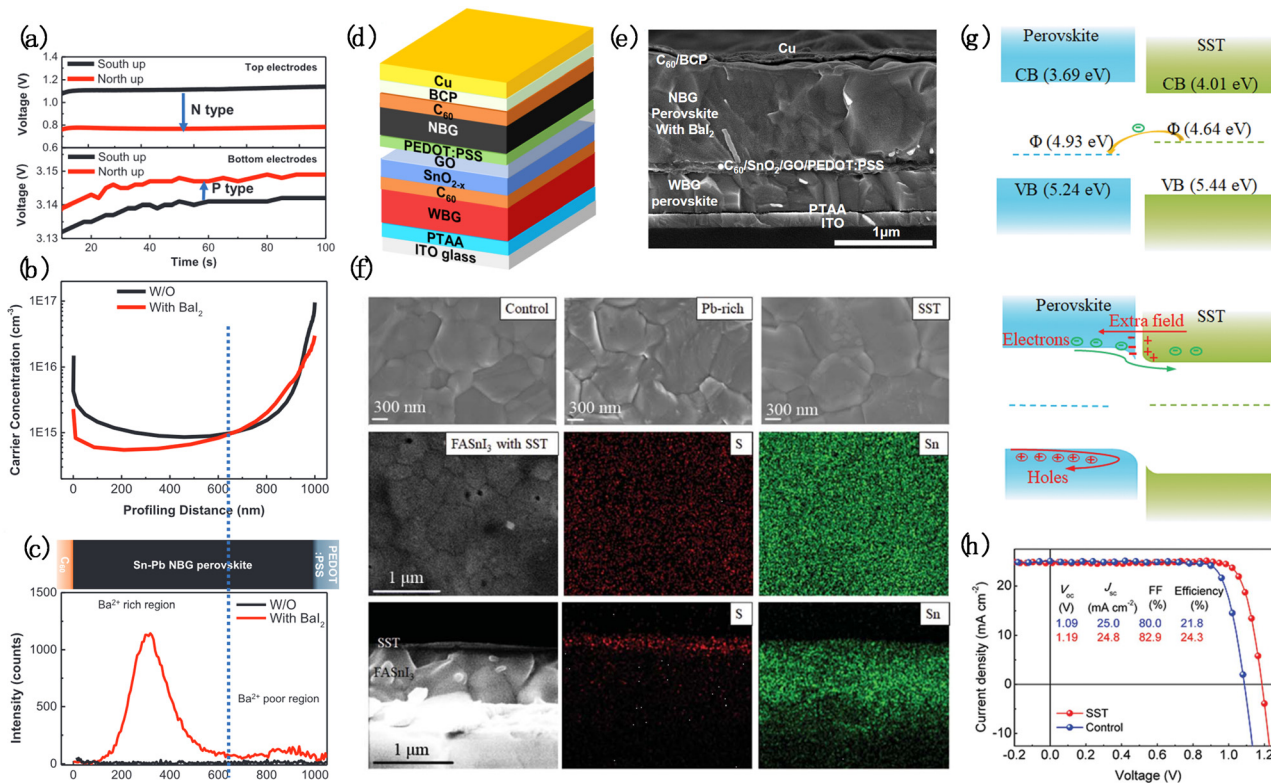 (a)
1.4
1.2
1.0
0.8
0.6
Voltage (V)
South up
North up
Top electrodes
N type
3.15
3.14
3.13
Voltage (V)
South up
North up
Bottom electrodes
P type
20 40 60 80 100
Time (s)
(b)
1E17
1E16
1E15
Carrier Concentration (cm⁻³)
W/O
With BaI₂
0 200 400 600 800 1000
Profiling Distance (nm)
(c)
C₆₀
Sn-Pb NBG perovskite
PEDOT
:PSS
1500
1000
500
0
Intensity (counts)
Ba²⁺ rich region
W/O
With BaI₂
Ba²⁺ poor region
0 200 400 600 800 1000
(d)
Cu
BCP
C₆₀
NBG
PEDOT:PSS
GO
SnO₂₋ₓ
C₆₀
WBG
PTAA
ITO glass
(e)
Cu
C₆₀/BCP
NBG
Perovskite
With BaI₂
C₆₀/SnO₂/GO/PEDOT:PSS
WBG
perovskite
PTAA
ITO
1μm
(f)
Control
300 nm
Pb-rich
300 nm
SST
300 nm
FASnI₃ with SST
1 μm
S
Sn
SST
FASnI₃
1 μm
S
Sn
(g)
Perovskite
CB (3.69 eV)
SST
CB (4.01 eV)
Φ (4.93 eV)
Φ (4.64 eV)
VB (5.24 eV)
VB (5.44 eV)
Perovskite
SST
Extra field
Electrons
Holes
(h)
20
10
0
-10
Current density (mA cm⁻²)
Voc Jsc FF Efficiency
(V) (mA cm⁻²) (%) (%)
1.09 25.0 80.0 21.8
1.19 24.8 82.9 24.3
SST
Control
-0.2 0.0 0.2 0.4 0.6 0.8 1.0 1.2
Voltage (V)